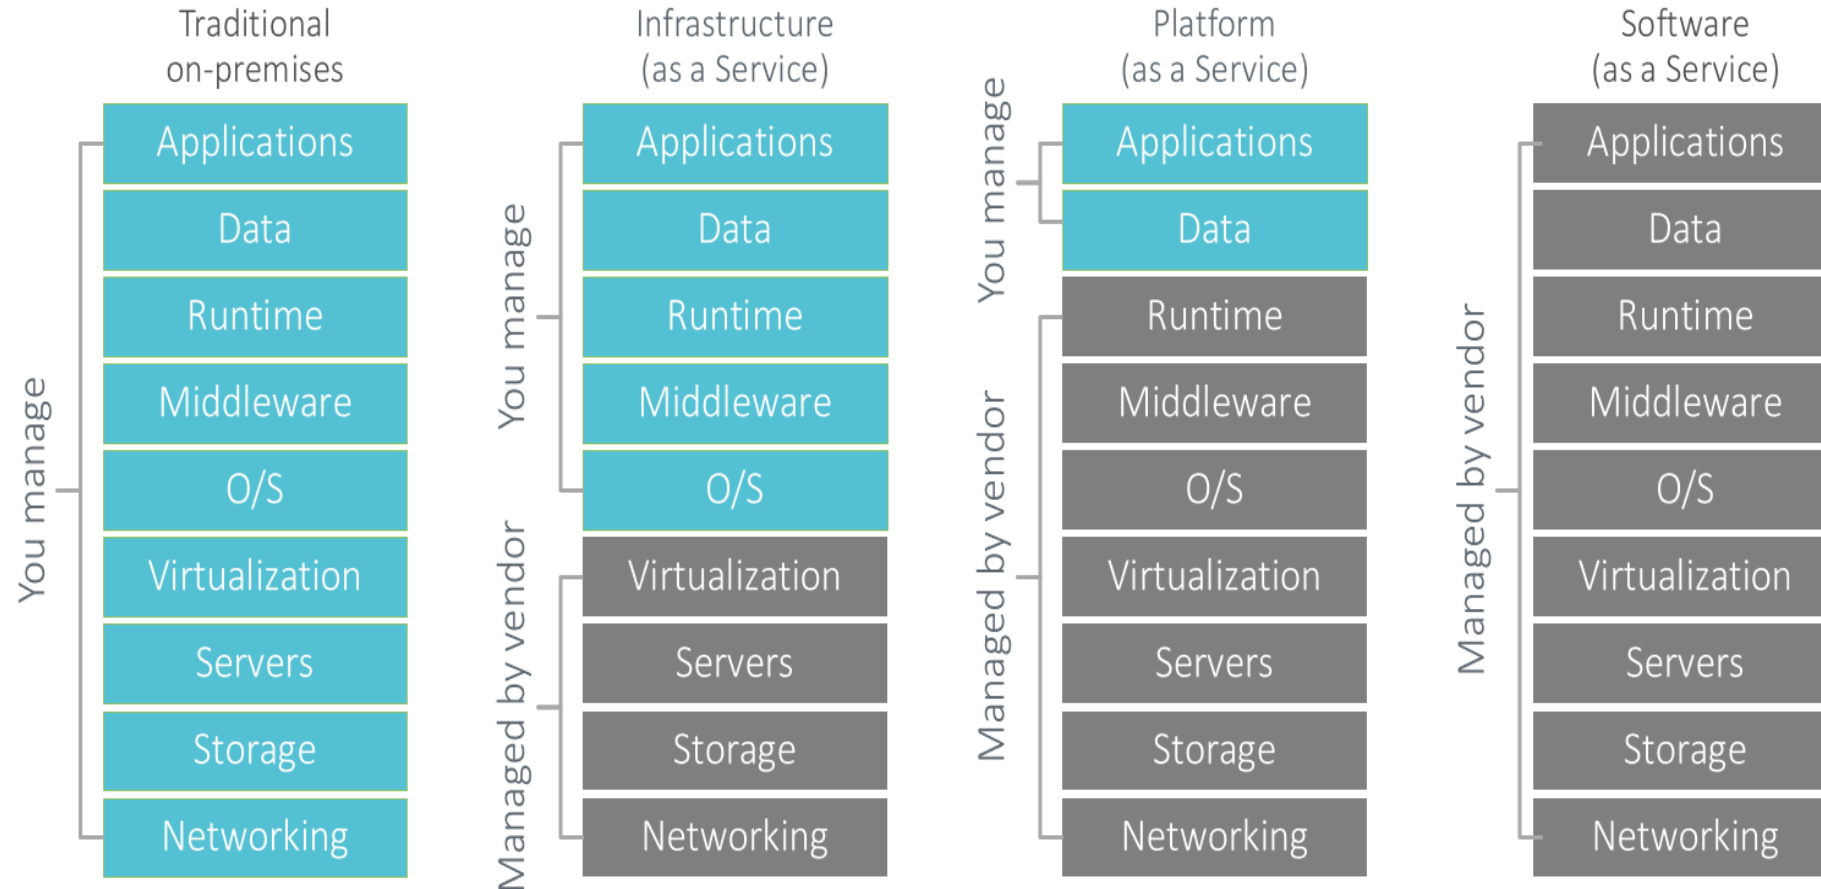 Traditional
on-premises
You manage
Applications
Data
Runtime
Middleware
O/S
Virtualization
Servers
Storage
Networking
Infrastructure
(as a Service)
You manage
Managed by vendor
Applications
Data
Runtime
Middleware
O/S
Virtualization
Servers
Storage
Networking
Platform
(as a Service)
You manage
Managed by vendor
Applications
Data
Runtime
Middleware
O/S
Virtualization
Servers
Storage
Networking
Software
(as a Service)
Managed by vendor
Applications
Data
Runtime
Middleware
O/S
Virtualization
Servers
Storage
Networking